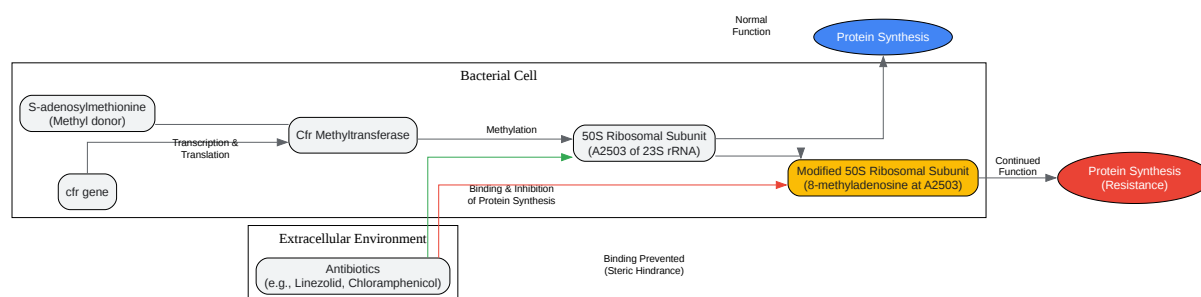 Normal
Function
Protein Synthesis
Bacterial Cell
S-adenosylmethionine
(Methyl donor)
Transcription &
Translation
Cfr Methyltransferase
Methylation
50S Ribosomal Subunit
(A2503 of 23S rRNA)
cfr gene
Binding & Inhibition
of Protein Synthesis
Modified 50S Ribosomal Subunit
(8-methyladenosine at A2503)
Continued
Function
Protein Synthesis
(Resistance)
Extracellular Environment
Antibiotics
(e.g., Linezolid, Chloramphenicol)
Binding Prevented
(Steric Hindrance)